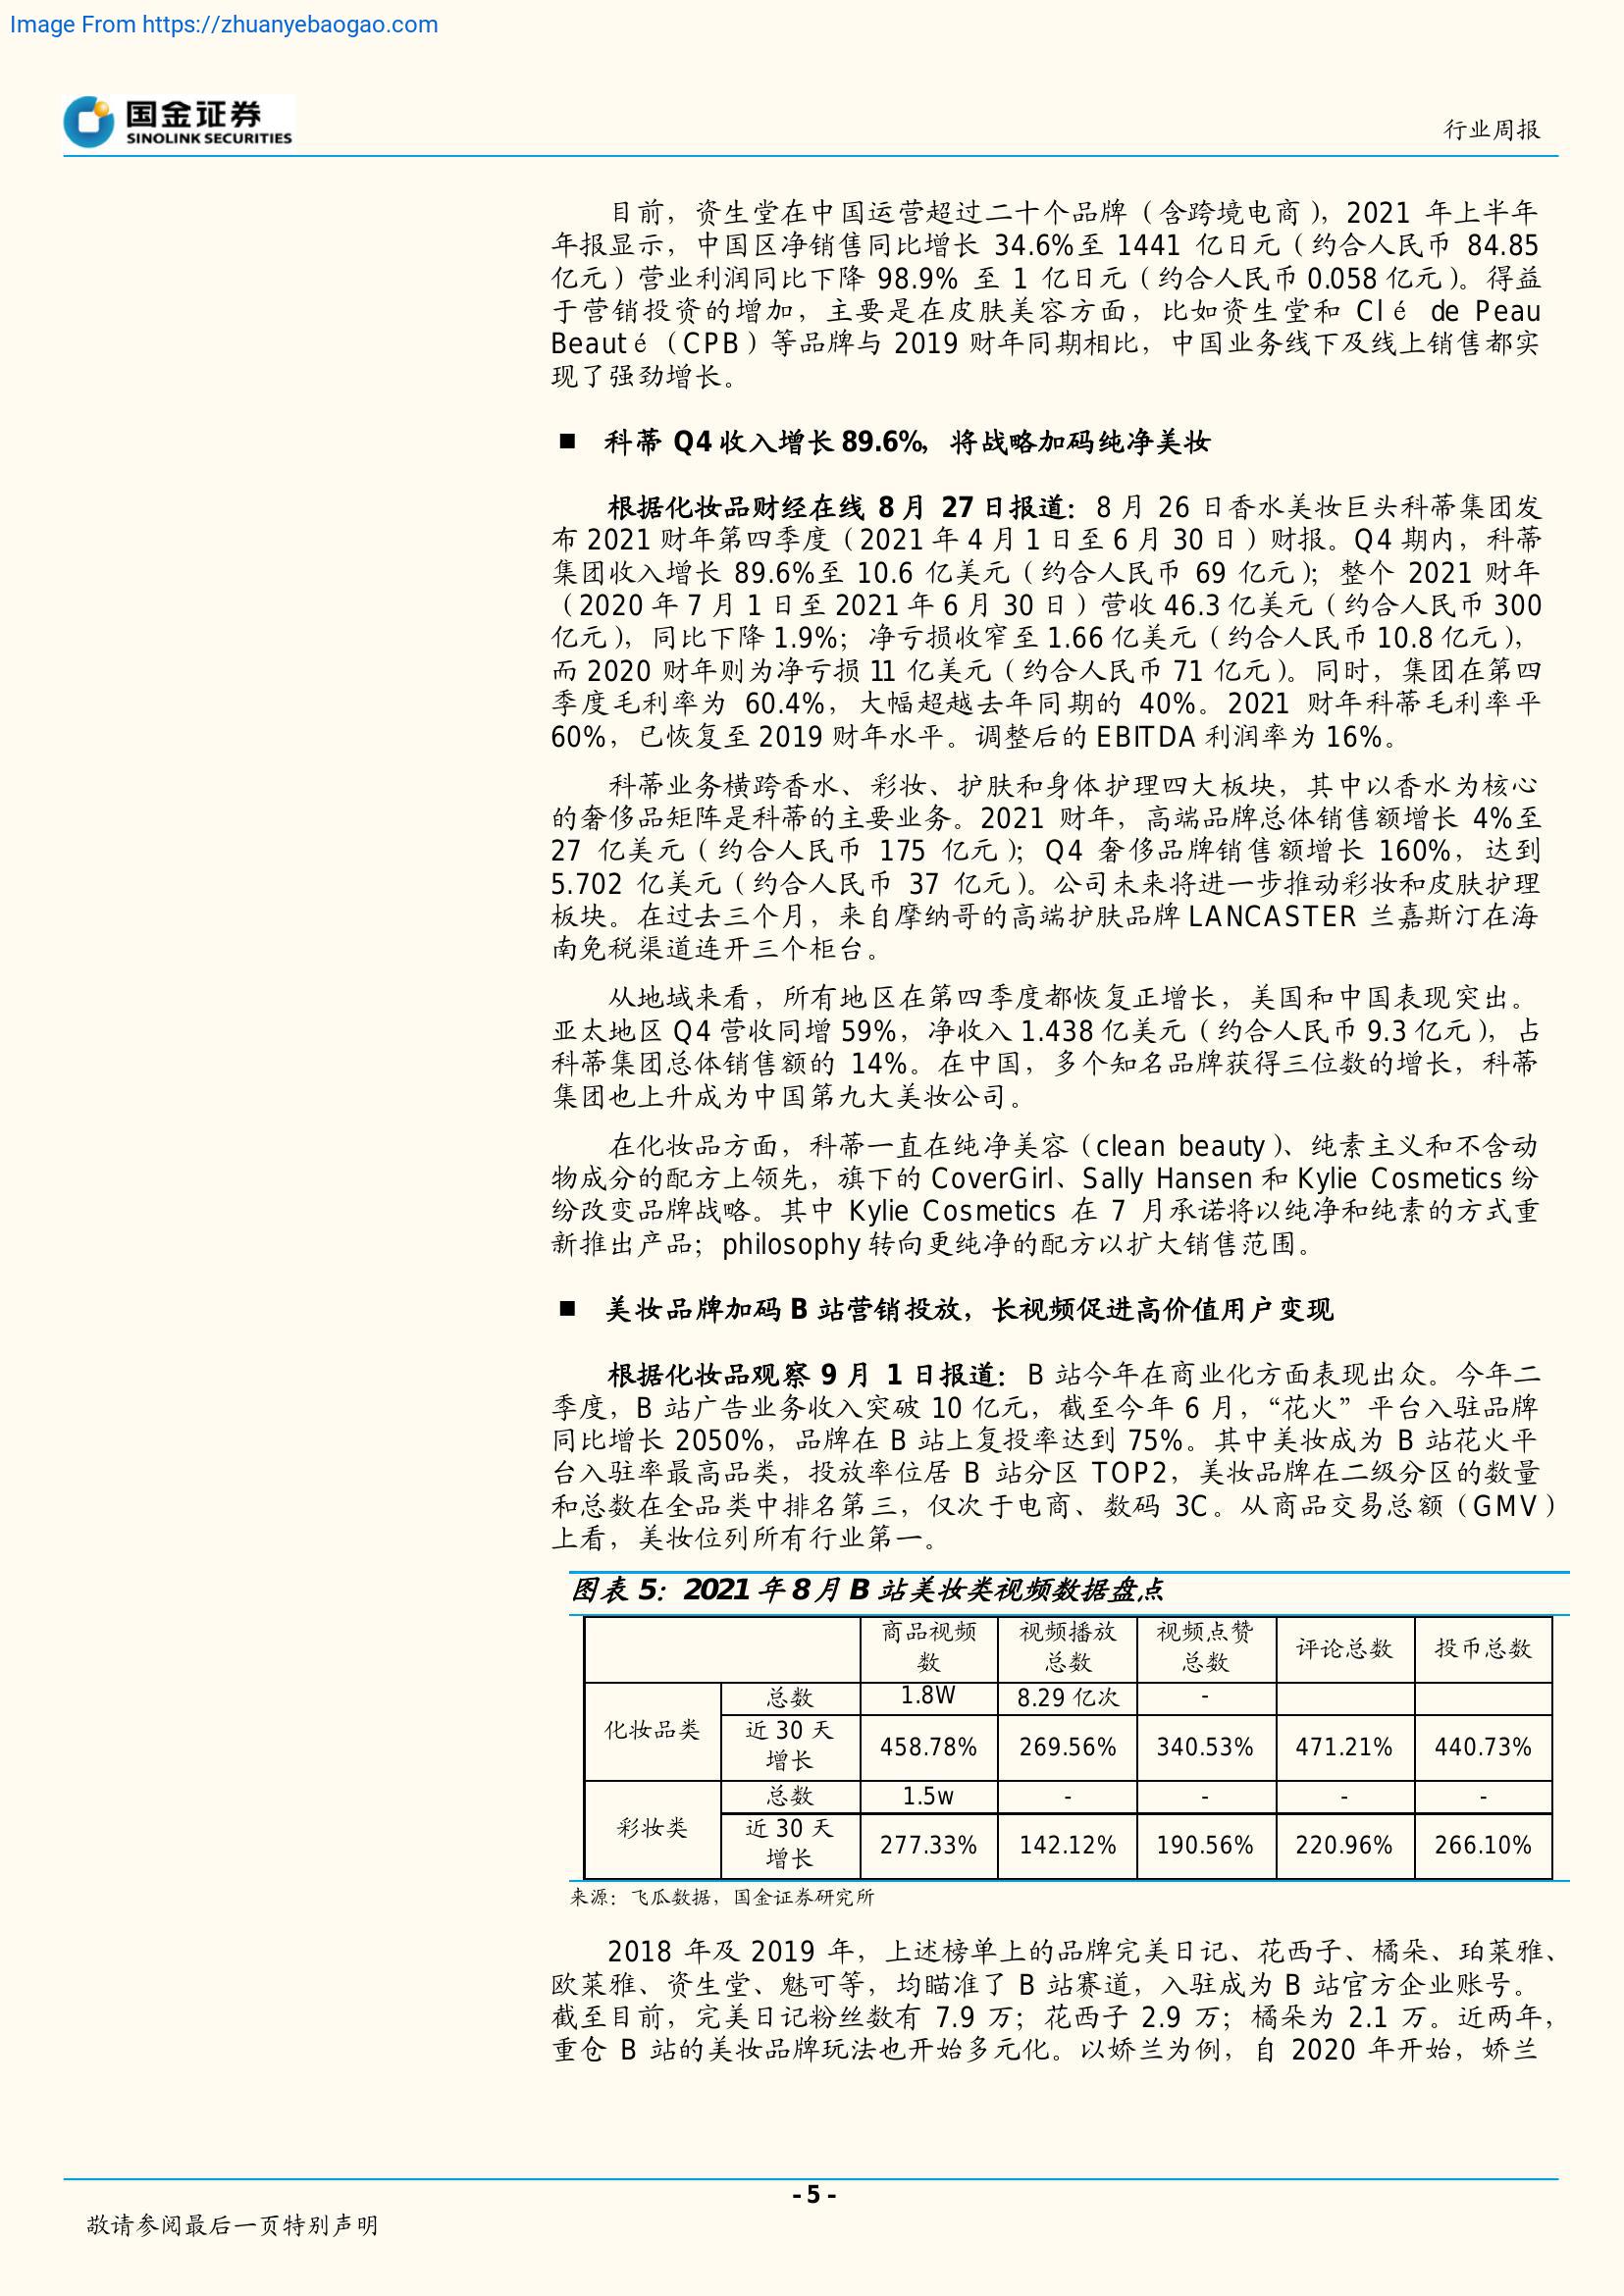 Image From https://zhuanyebaogao.com
国金证券
SINOLINK SECURITIES
行业周报
目前，资生堂在中国运营超过二十个品牌（含跨境电商），2021 年上半年
年报显示，中国区净销售同比增长 34.6%至 1441 亿日元（约合人民币 84.85
亿元）营业利润同比下降 98.9% 至 1 亿日元（约合人民币 0.058 亿元）。得益
于营销投资的增加，主要是在皮肤美容方面，比如资生堂和 Clé de Peau
Beauté（CPB）等品牌与 2019 财年同期相比，中国业务线下及线上销售都实
现了强劲增长。
■ 科蒂 Q4 收入增长 89.6%，将战略加码纯净美妆
根据化妆品财经在线 8 月 27 日报道：8 月 26 日香水美妆巨头科蒂集团发
布 2021 财年第四季度（2021 年 4 月 1 日至 6 月 30 日）财报。Q4 期内，科蒂
集团收入增长 89.6%至 10.6 亿美元（约合人民币 69 亿元）；整个 2021 财年
（2020 年 7 月 1 日至 2021 年 6 月 30 日）营收 46.3 亿美元（约合人民币 300
亿元），同比下降 1.9%；净亏损收窄至 1.66 亿美元（约合人民币 10.8 亿元），
而 2020 财年则为净亏损 11 亿美元（约合人民币 71 亿元）。同时，集团在第四
季度毛利率为 60.4%，大幅超越去年同期的 40%。2021 财年科蒂毛利率平
60%，已恢复至 2019 财年水平。调整后的 EBITDA 利润率为 16%。
科蒂业务横跨香水、彩妆、护肤和身体护理四大板块，其中以香水为核心
的奢侈品矩阵是科蒂的主要业务。2021 财年，高端品牌总体销售额增长 4%至
27 亿美元（约合人民币 175 亿元）；Q4 奢侈品牌销售额增长 160%，达到
5.702 亿美元（约合人民币 37 亿元）。公司未来将进一步推动彩妆和皮肤护理
板块。在过去三个月，来自摩纳哥的高端护肤品牌 LANCASTER 兰嘉斯汀在海
南免税渠道连开三个柜台。
从地域来看，所有地区在第四季度都恢复正增长，美国和中国表现突出。
亚太地区 Q4 营收同增 59%，净收入 1.438 亿美元（约合人民币 9.3 亿元），占
科蒂集团总体销售额的 14%。在中国，多个知名品牌获得三位数的增长，科蒂
集团也上升成为中国第九大美妆公司。
在化妆品方面，科蒂一直在纯净美容（clean beauty）、纯素主义和不含动
物成分的配方上领先，旗下的 CoverGirl、Sally Hansen 和 Kylie Cosmetics 纷
纷改变品牌战略。其中 Kylie Cosmetics 在 7 月承诺将以纯净和纯素的方式重
新推出产品；philosophy 转向更纯净的配方以扩大销售范围。
■ 美妆品牌加码 B 站营销投放，长视频促进高价值用户变现
根据化妆品观察 9 月 1 日报道：B 站今年在商业化方面表现出众。今年二
季度，B 站广告业务收入突破 10 亿元，截至今年 6 月，“花火”平台入驻品牌
同比增长 2050%，品牌在 B 站上复投率达到 75%。其中美妆成为 B 站花火平
台入驻率最高品类，投放率位居 B 站分区 TOP2，美妆品牌在二级分区的数量
和总数在全品类中排名第三，仅次于电商、数码 3C。从商品交易总额（GMV）
上看，美妆位列所有行业第一。
图表 5：2021 年 8 月 B 站美妆类视频数据盘点
商品视频 视频播放 视频点赞 评论总数 投币总数
数 总数 总数
总数 1.8W 8.29 亿次 -
化妆品类
近 30 天
增长 458.78% 269.56% 340.53% 471.21% 440.73%
总数 1.5w - - - -
彩妆类
近 30 天
增长 277.33% 142.12% 190.56% 220.96% 266.10%
来源：飞瓜数据，国金证券研究所
2018 年及 2019 年，上述榜单上的品牌完美日记、花西子、橘朵、珀莱雅、
欧莱雅、资生堂、魅可等，均瞄准了 B 站赛道，入驻成为 B 站官方企业账号。
截至目前，完美日记粉丝数有 7.9 万；花西子 2.9 万；橘朵为 2.1 万。近两年，
重仓 B 站的美妆品牌玩法也开始多元化。以娇兰为例，自 2020 年开始，娇兰
- 5 -
敬请参阅最后一页特别声明